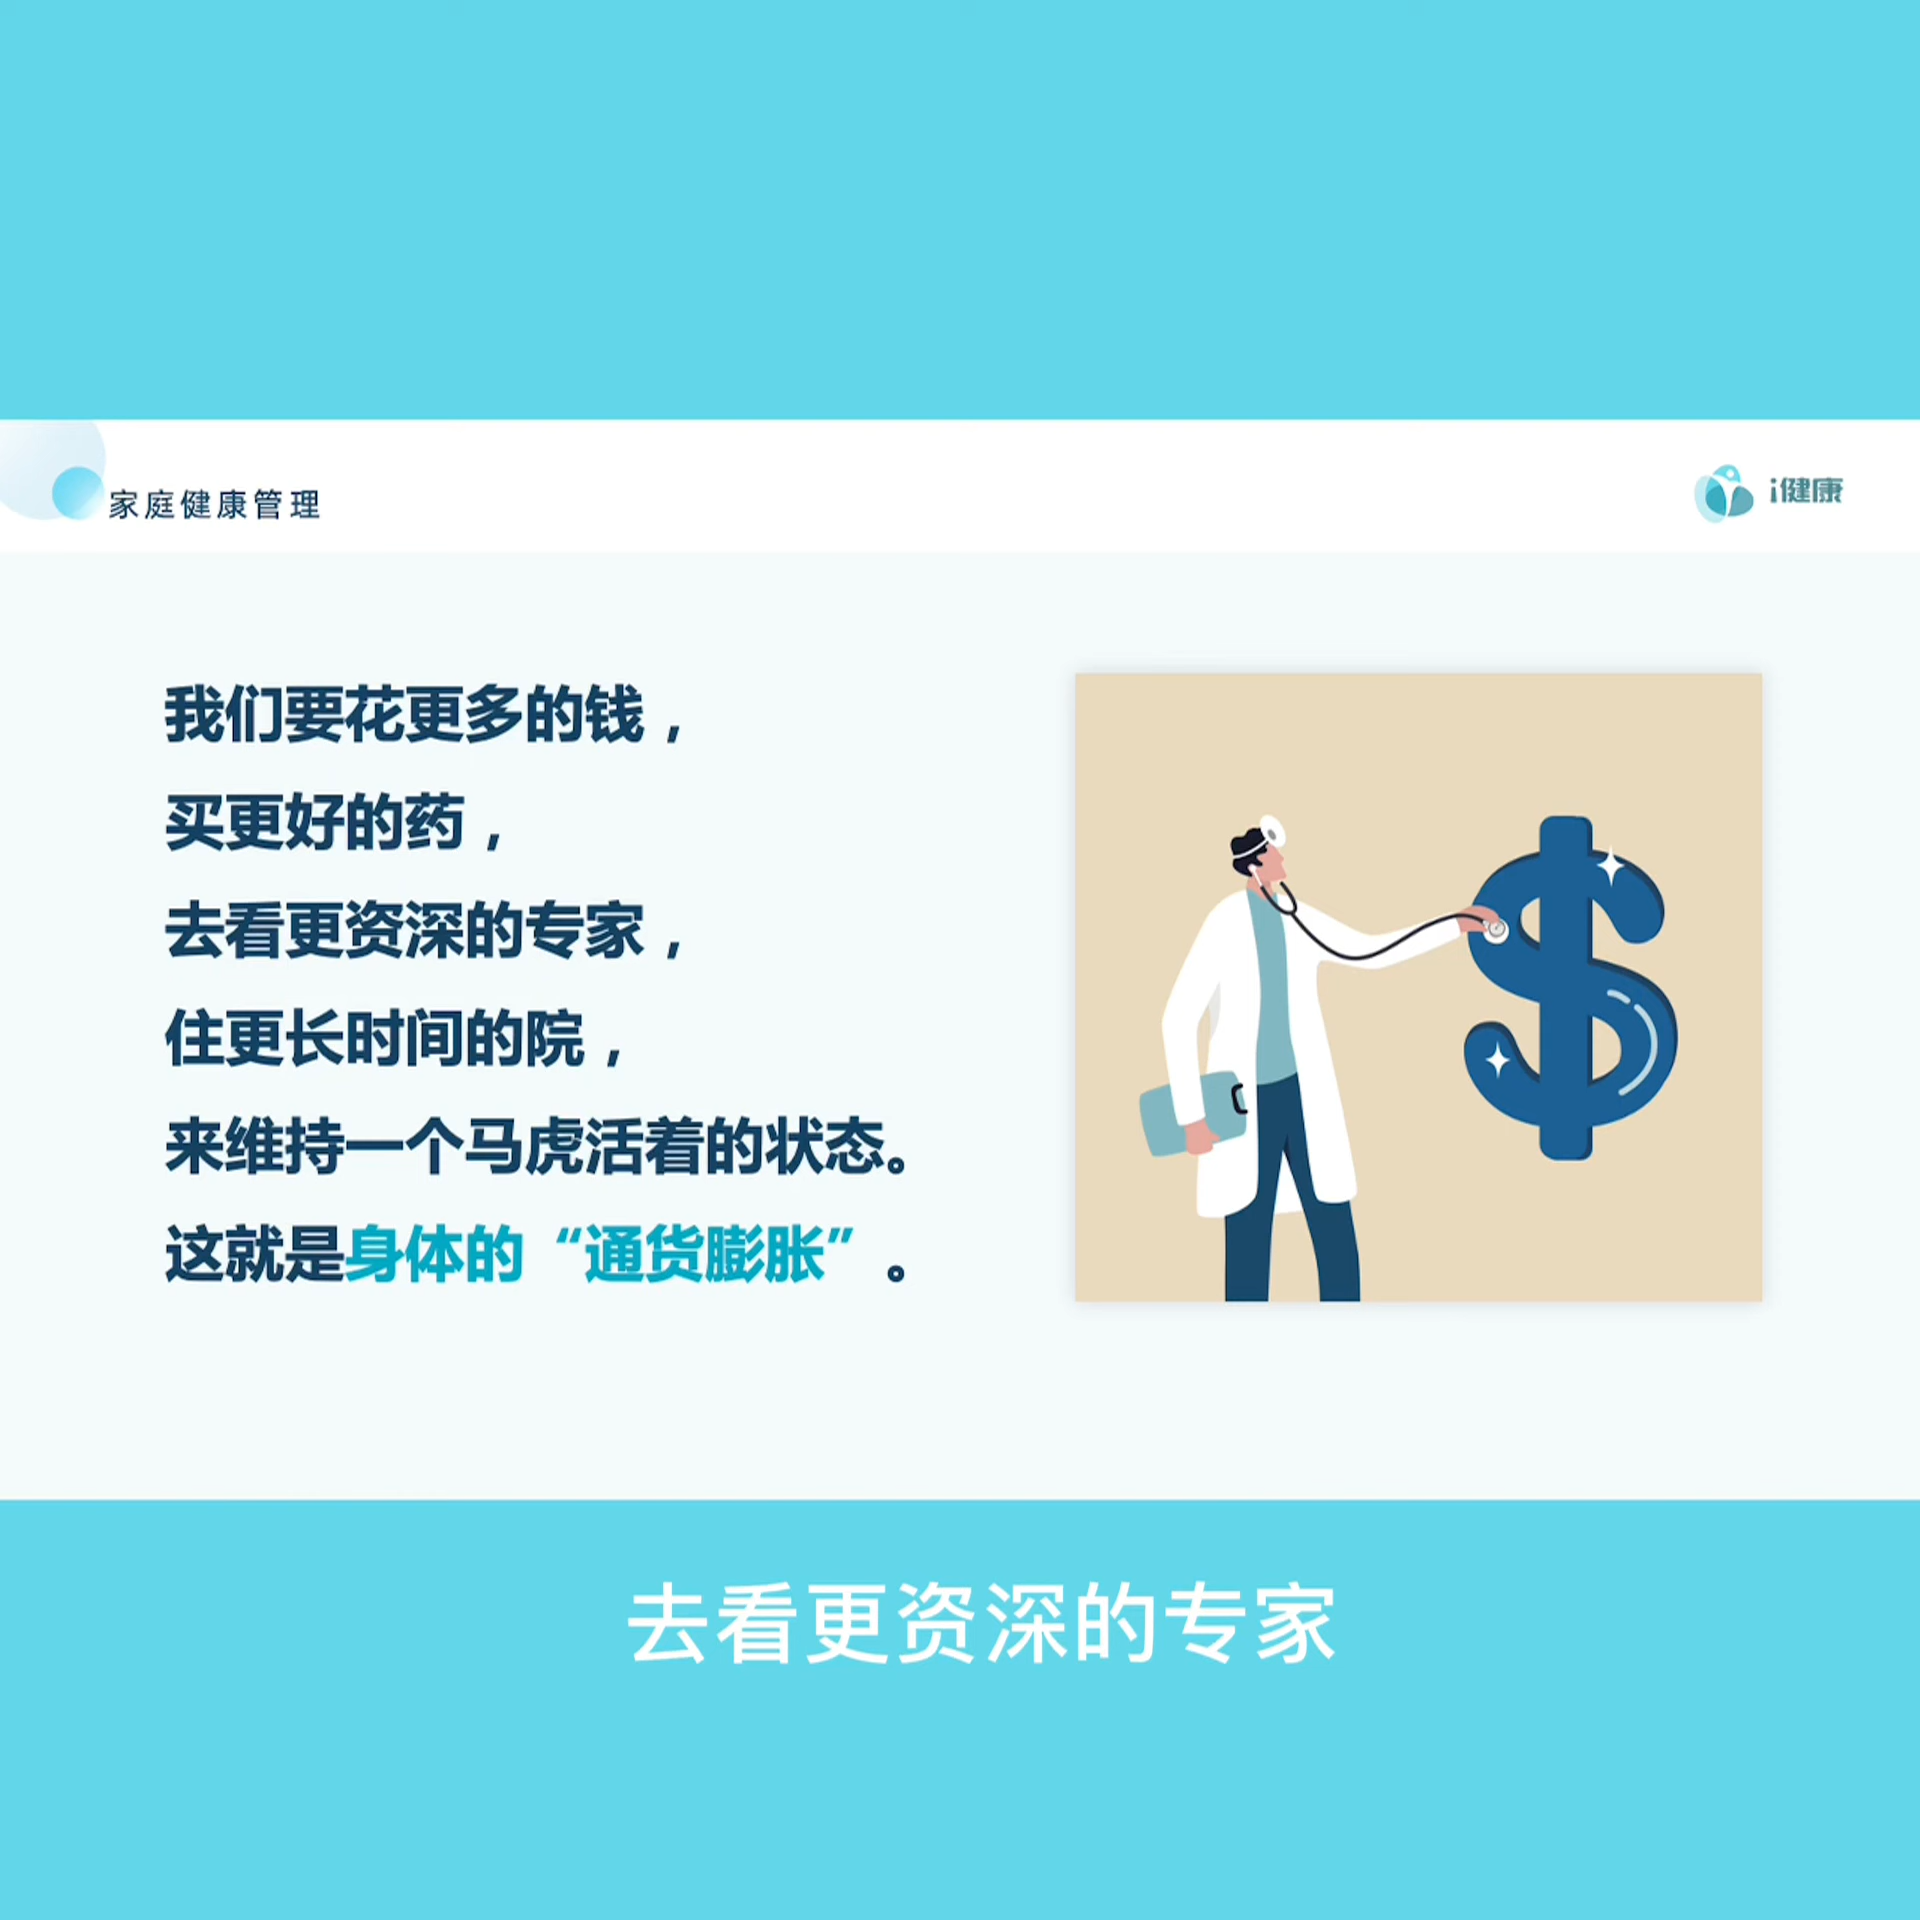 家庭健康管理
i健康
我们要花更多的钱，
买更好的药，
去看更资深的专家，
住更长时间的院，
来维持一个马虎活着的状态。
这就是身体的“通货膨胀”。
去看更资深的专家